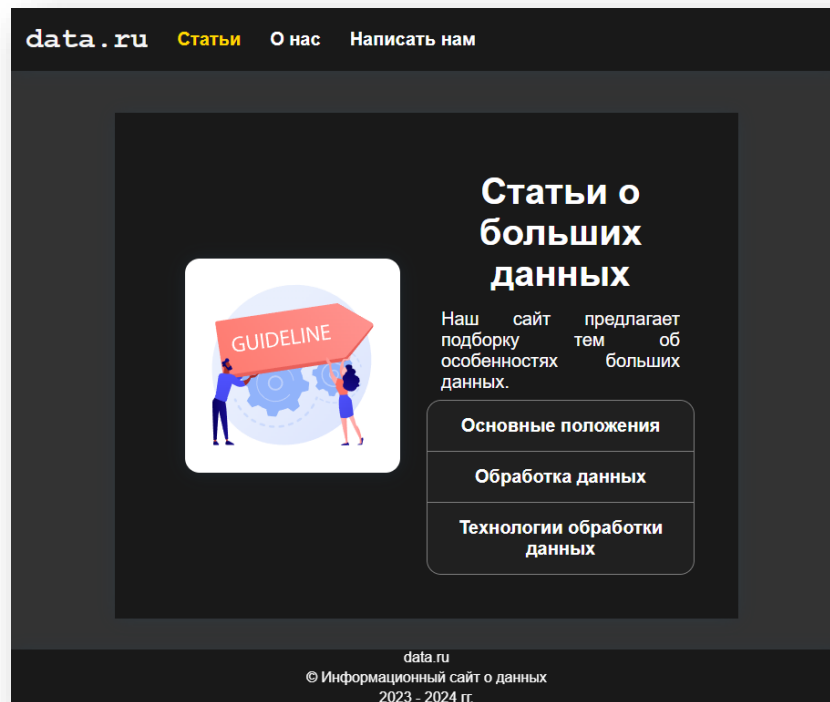 data.ru Статьи О нас Написать нам
GUIDELINE
Статьи о
больших
данных
Наш сайт предлагает
подборку тем об
особенностях больших
данных.
Основные положения
Обработка данных
Технологии обработки
данных
data.ru
© Информационный сайт о данных
2023 - 2024 гг.